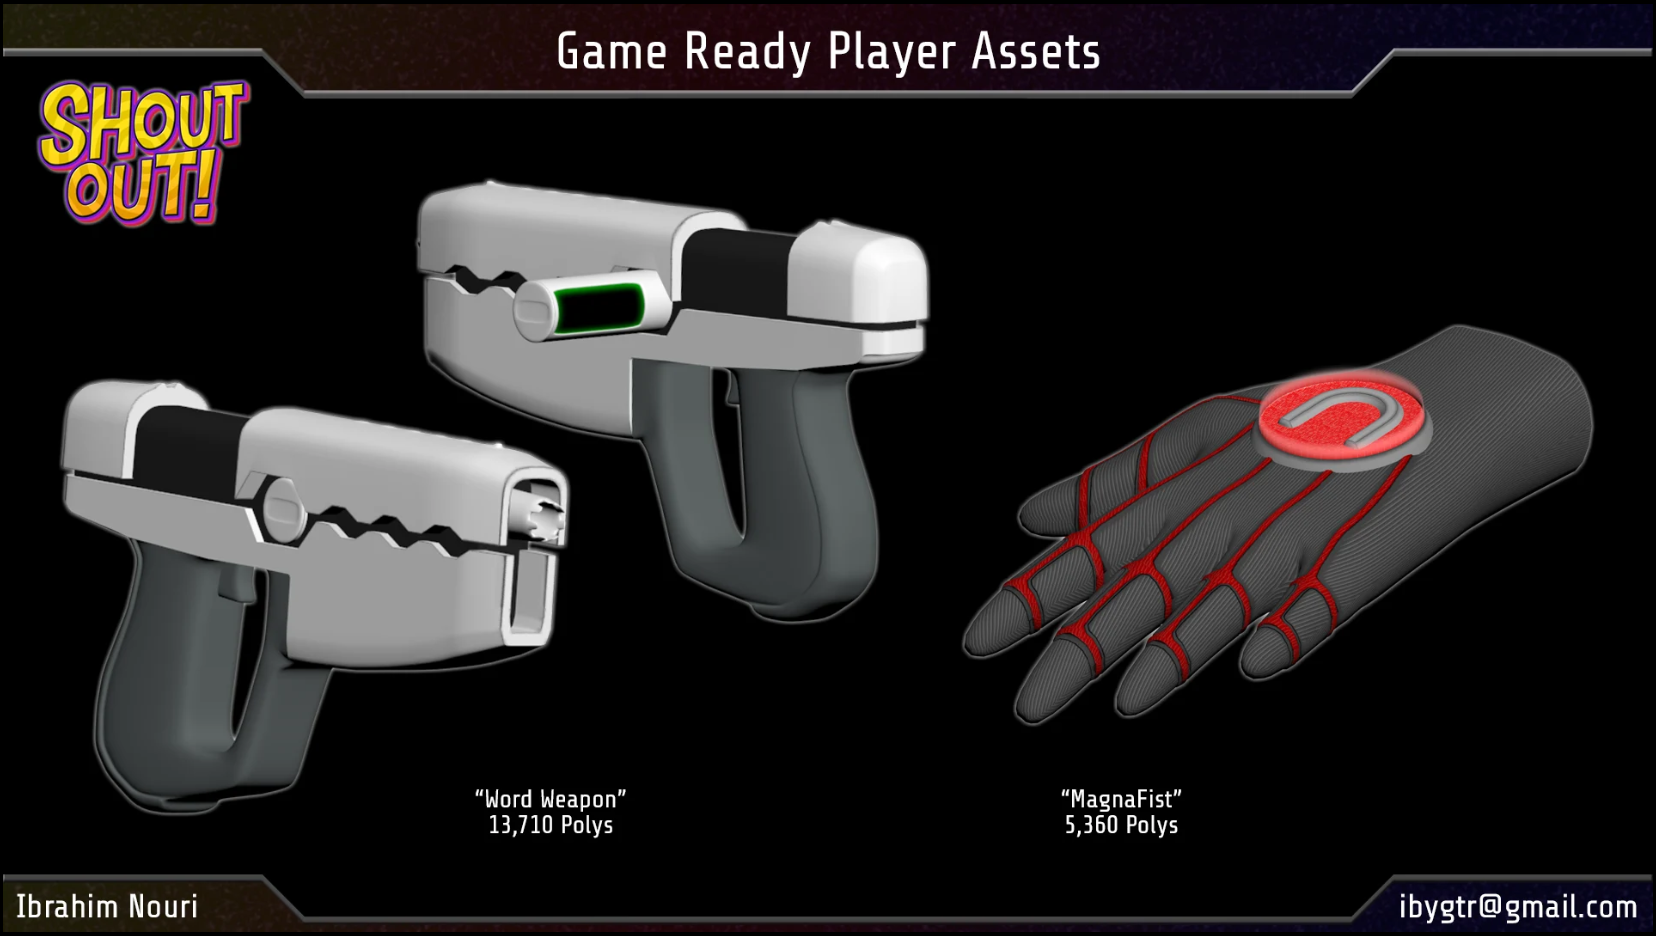 Game Ready Player Assets
SHOUT
OUT!
“Word Weapon”
13,710 Polys
“MagnaFist”
5,360 Polys
Ibrahim Nouri
ibygtr@gmail.com